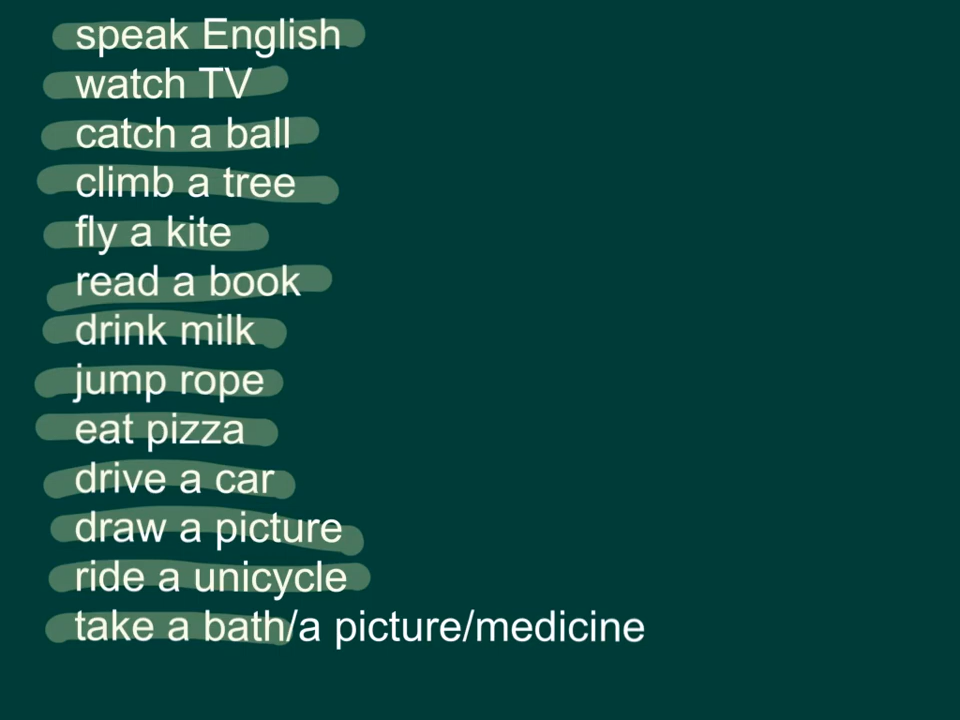 speak English
watch TV
catch a ball
climb a tree
fly a kite
read a book
drink milk
jump rope
eat pizza
drive a car
draw a picture
ride a unicycle
take a bath/a picture/medicine